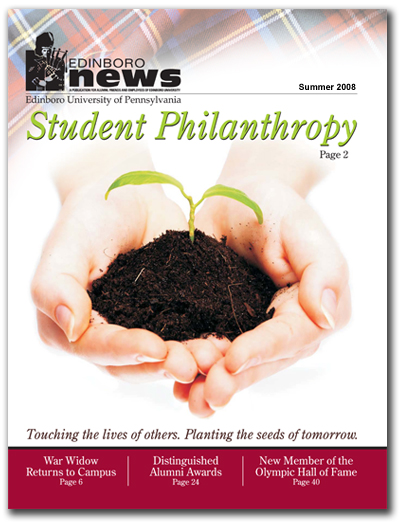 EDINBORO
news
A PUBLICATION FOR ALUMNI, FRIENDS AND EMPLOYEES OF EDINBORO UNIVERSITY
Summer 2008
Edinboro University of Pennsylvania
Student Philanthropy
Page 2
Touching the lives of others. Planting the seeds of tomorrow.
War Widow
Returns to Campus
Page 6
Distinguished
Alumni Awards
Page 24
New Member of the
Olympic Hall of Fame
Page 40